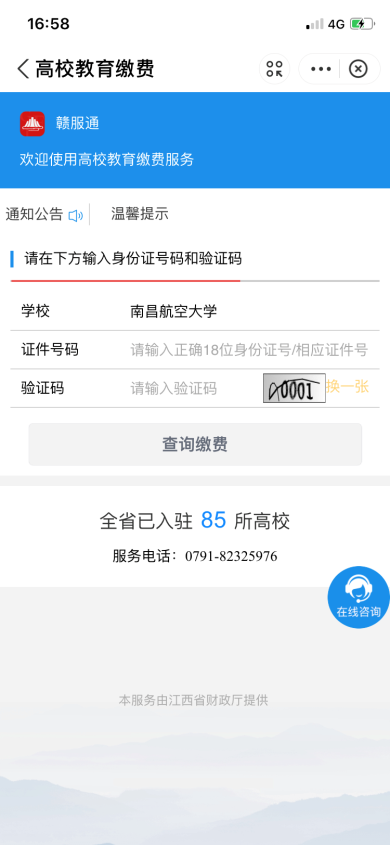 16:58
4G
高校教育缴费
赣服通
欢迎使用高校教育缴费服务
通知公告 温馨提示
请在下方输入身份证号码和验证码
学校 南昌航空大学
证件号码 请输入正确18位身份证号/相应证件号
验证码 请输入验证码 换一张
查询缴费
全省已入驻 85 所高校
服务电话：0791-82325976
在线咨询
本服务由江西省财政厅提供